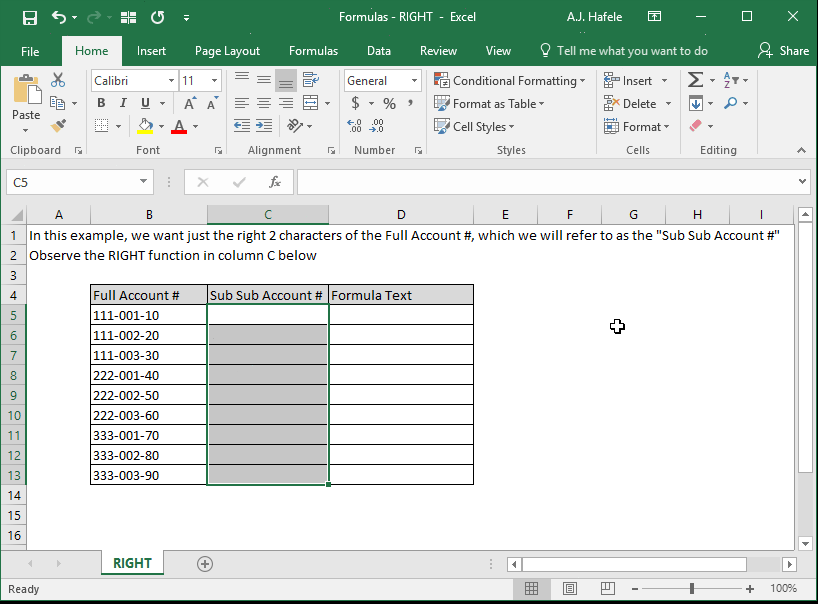 Formulas - RIGHT - Excel
A.J. Hafele
File Home Insert Page Layout Formulas Data Review View Tell me what you want to do Share
Paste
Calibri 11
B I U A A
A
General
$ % ,
.00 .0
Conditional Formatting
Format as Table
Cell Styles
Insert
Delete
Format
Clipboard Font Alignment Number Styles Cells Editing
C5 fx
A B C D E F G H I
1 In this example, we want just the right 2 characters of the Full Account #, which we will refer to as the "Sub Sub Account #"
2 Observe the RIGHT function in column C below
3
4 Full Account # Sub Sub Account # Formula Text
5 111-001-10
6 111-002-20
7 111-003-30
8 222-001-40
9 222-002-50
10 222-003-60
11 333-001-70
12 333-002-80
13 333-003-90
14
15
16
RIGHT
Ready 100%